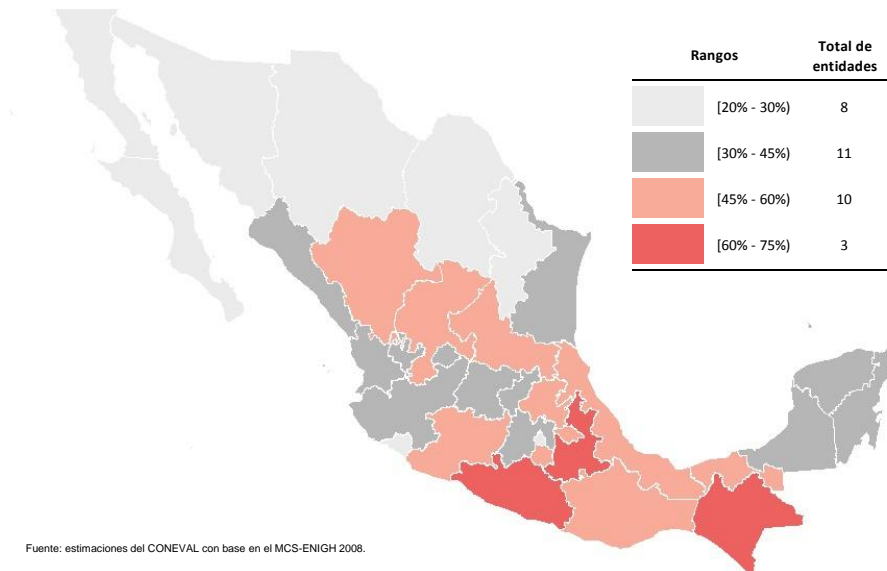 Rangos Total de entidades
[20% - 30%) 8
[30% - 45%) 11
[45% - 60%) 10
[60% - 75%) 3
Fuente: estimaciones del CONEVAL con base en el MCS-ENIGH 2008.